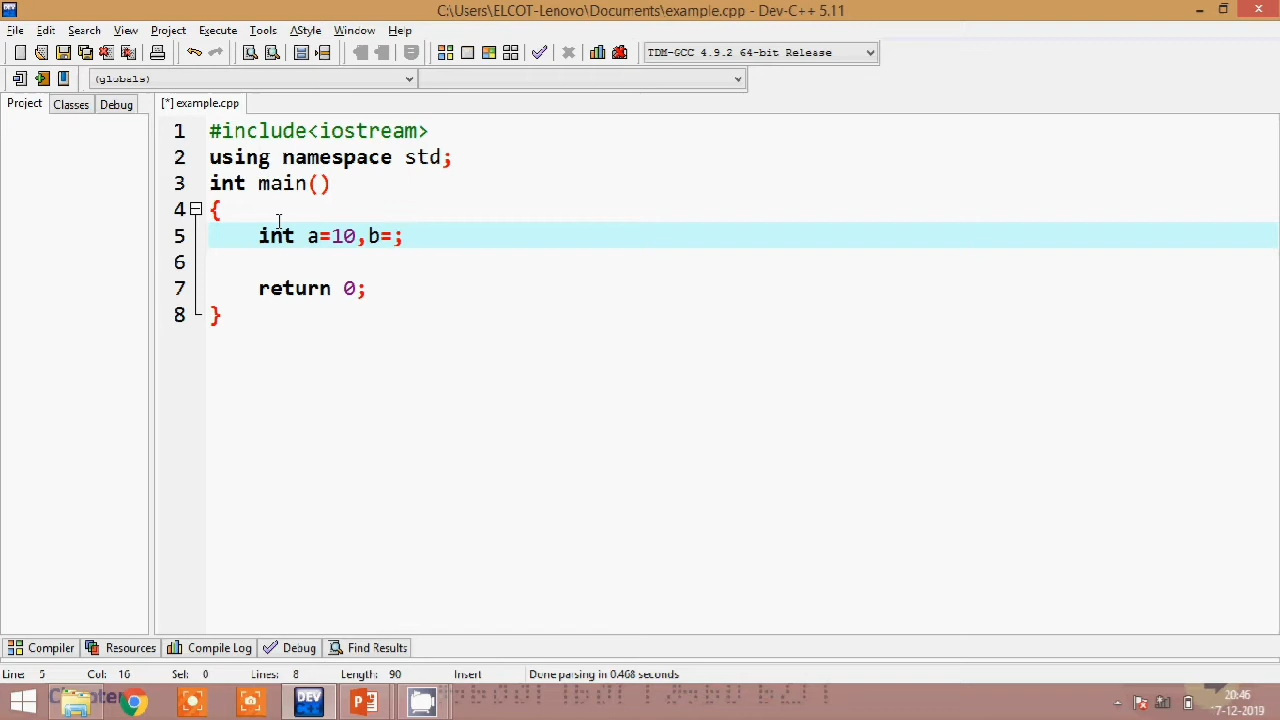 C:\Users\ELCOT-Lenovo\Documents\example.cpp - Dev-C++ 5.11
File Edit Search View Project Execute Tools AStyle Window Help
TDM-GCC 4.9.2 64-bit Release
(globals)
Project Classes Debug
[*] example.cpp
1 #include<iostream>
2 using namespace std;
3 int main()
4 {
5 int a=10,b=;
6
7 return 0;
8 }
Compiler Resources Compile Log Debug Find Results
Line: 5 Col: 16 Sel: 0 Lines: 8 Length: 90 Insert Done parsing in 0.468 seconds
DEV C++
20:46
17-12-2019